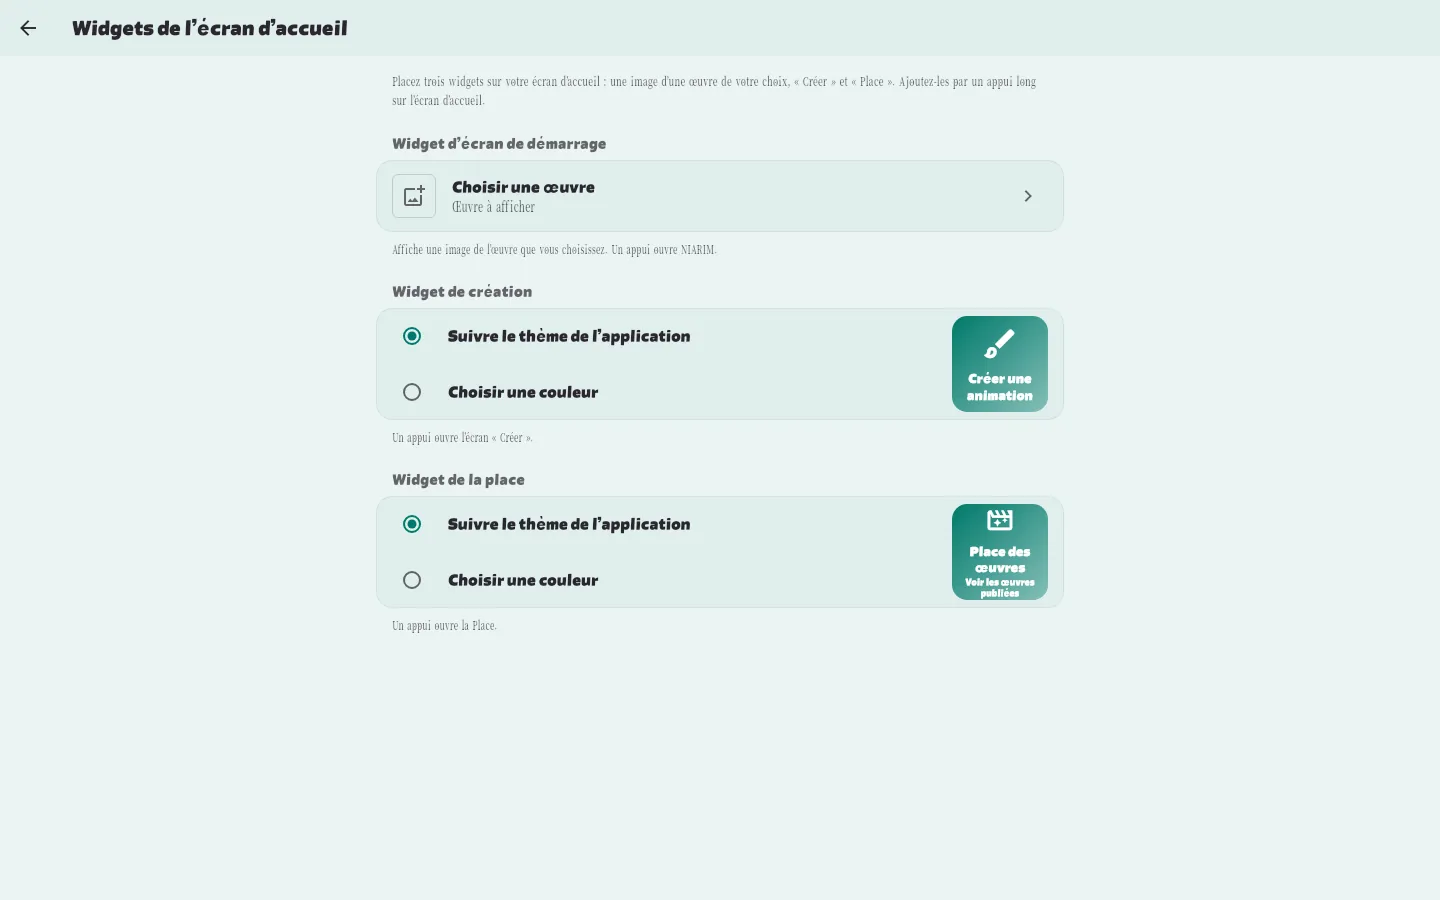 Widgets de l’écran d’accueil
Placez trois widgets sur votre écran d’accueil : une image d’une œuvre de votre choix, « Créer » et « Place ». Ajoutez-les par un appui long
sur l’écran d’accueil.
Widget d’écran de démarrage
Choisir une œuvre
Œuvre à afficher
Affiche une image de l’œuvre que vous choisissez. Un appui ouvre NIARIM.
Widget de création
Suivre le thème de l’application
Choisir une couleur
Créer une
animation
Un appui ouvre l’écran « Créer ».
Widget de la place
Suivre le thème de l’application
Choisir une couleur
Place des
œuvres
Voir les œuvres
publiées
Un appui ouvre la Place.